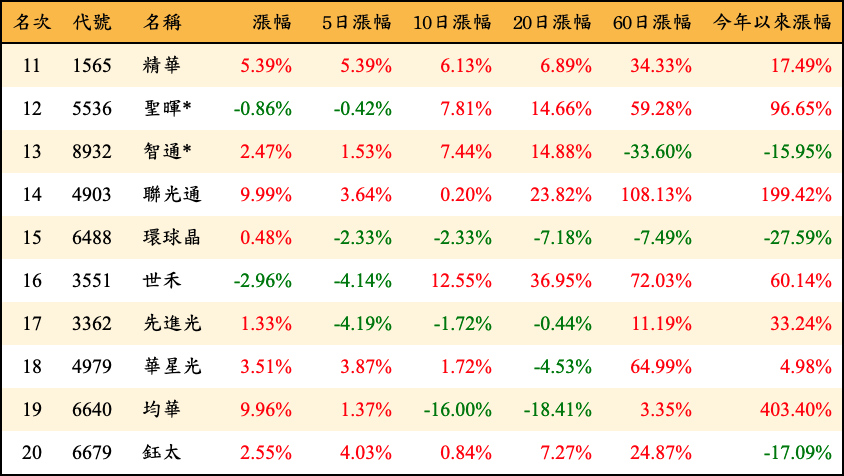 名次 代號 名稱 漲幅 5日漲幅 10日漲幅 20日漲幅 60日漲幅 今年以來漲幅
11 1565 精華 5.39% 5.39% 6.13% 6.89% 34.33% 17.49%
12 5536 聖暉* -0.86% -0.42% 7.81% 14.66% 59.28% 96.65%
13 8932 智通* 2.47% 1.53% 7.44% 14.88% -33.60% -15.95%
14 4903 聯光通 9.99% 3.64% 0.20% 23.82% 108.13% 199.42%
15 6488 環球晶 0.48% -2.33% -2.33% -7.18% -7.49% -27.59%
16 3551 世禾 -2.96% -4.14% 12.55% 36.95% 72.03% 60.14%
17 3362 先進光 1.33% -4.19% -1.72% -0.44% 11.19% 33.24%
18 4979 華星光 3.51% 3.87% 1.72% -4.53% 64.99% 4.98%
19 6640 均華 9.96% 1.37% -16.00% -18.41% 3.35% 403.40%
20 6679 鈺太 2.55% 4.03% 0.84% 7.27% 24.87% -17.09%